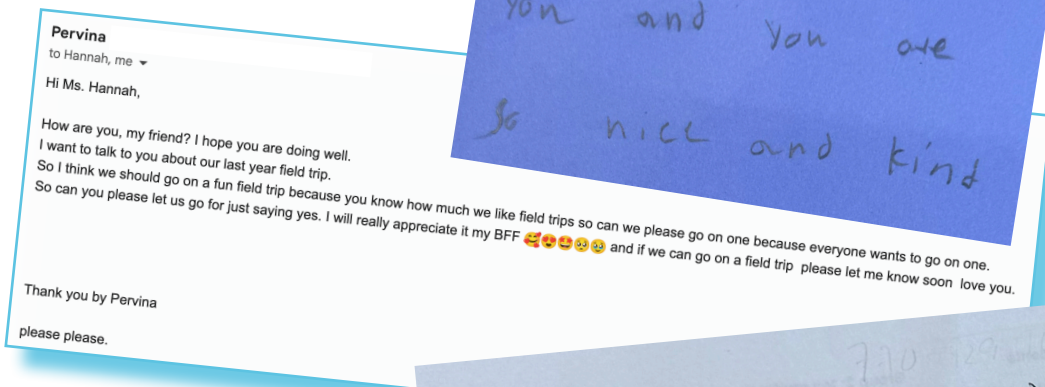 Pervina
to Hannah, me
Hi Ms. Hannah,
How are you, my friend? I hope you are doing well.
I want to talk to you about our last year field trip.
So I think we should go on a fun field trip because you know how much we like field trips so can we please go on one because everyone wants to go on one.
So can you please let us go for just saying yes. I will really appreciate it my BFF 🥰😍🤩🥺🥹 and if we can go on a field trip please let me know soon love you.
Thank you by Pervina
please please.
you and you are
so nice and kind